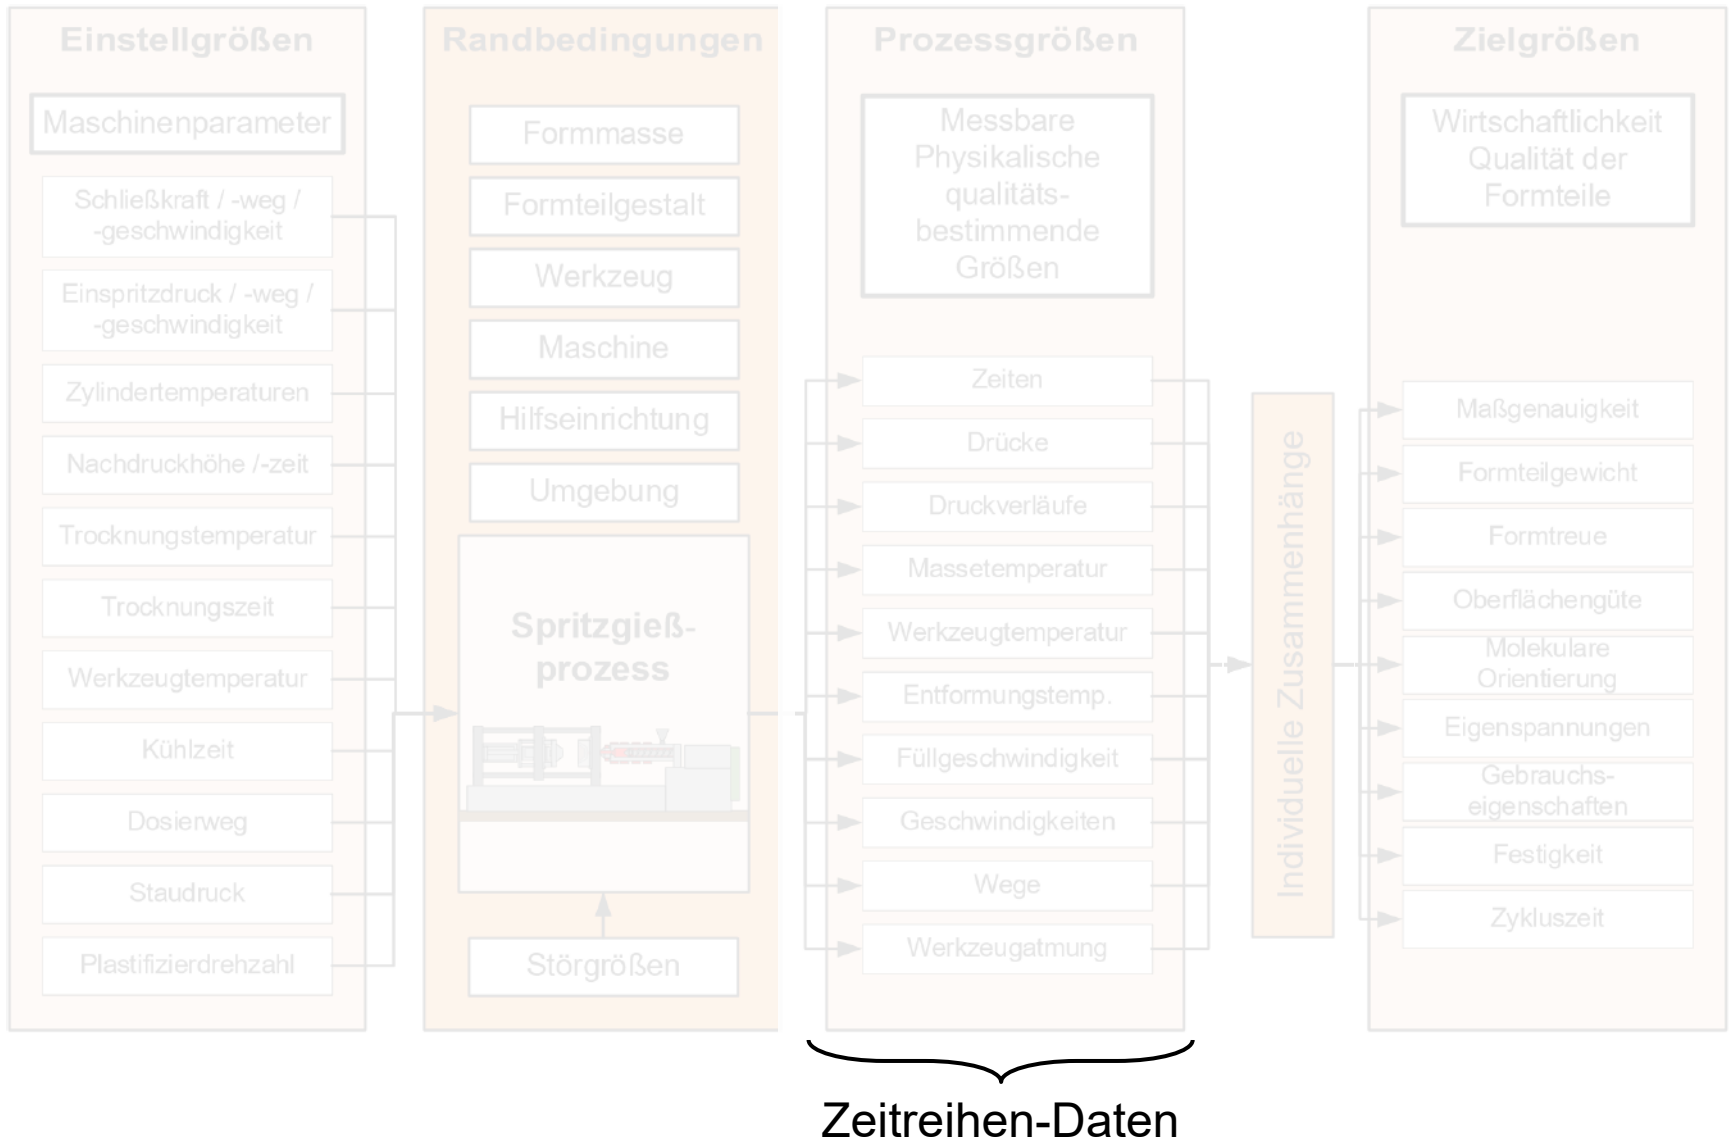 Einstellgrößen
Maschinenparameter
Schließkraft / -weg /
-geschwindigkeit
Einspritzdruck / -weg /
-geschwindigkeit
Zylindertemperaturen
Nachdruckhöhe /-zeit
Trocknungstemperatur
Trocknungszeit
Werkzeugtemperatur
Kühlzeit
Dosierweg
Staudruck
Plastifizierdrehzahl
Randbedingungen
Formmasse
Formteilgestalt
Werkzeug
Maschine
Hilfseinrichtung
Umgebung
Spritzgieß-
prozess
Störgrößen
Prozessgrößen
Messbare
Physikalische
qualitäts-
bestimmende
Größen
Zeiten
Drücke
Druckverläufe
Massetemperatur
Werkzeugtemperatur
Entformungstemp.
Füllgeschwindigkeit
Geschwindigkeiten
Wege
Werkzeugatmung
Individuelle Zusammenhänge
Zielgrößen
Wirtschaftlichkeit
Qualität der
Formteile
Maßgenauigkeit
Formteilgewicht
Formtreue
Oberflächengüte
Molekulare
Orientierung
Eigenspannungen
Gebrauchs-
eigenschaften
Festigkeit
Zykluszeit
Zeitreihen-Daten